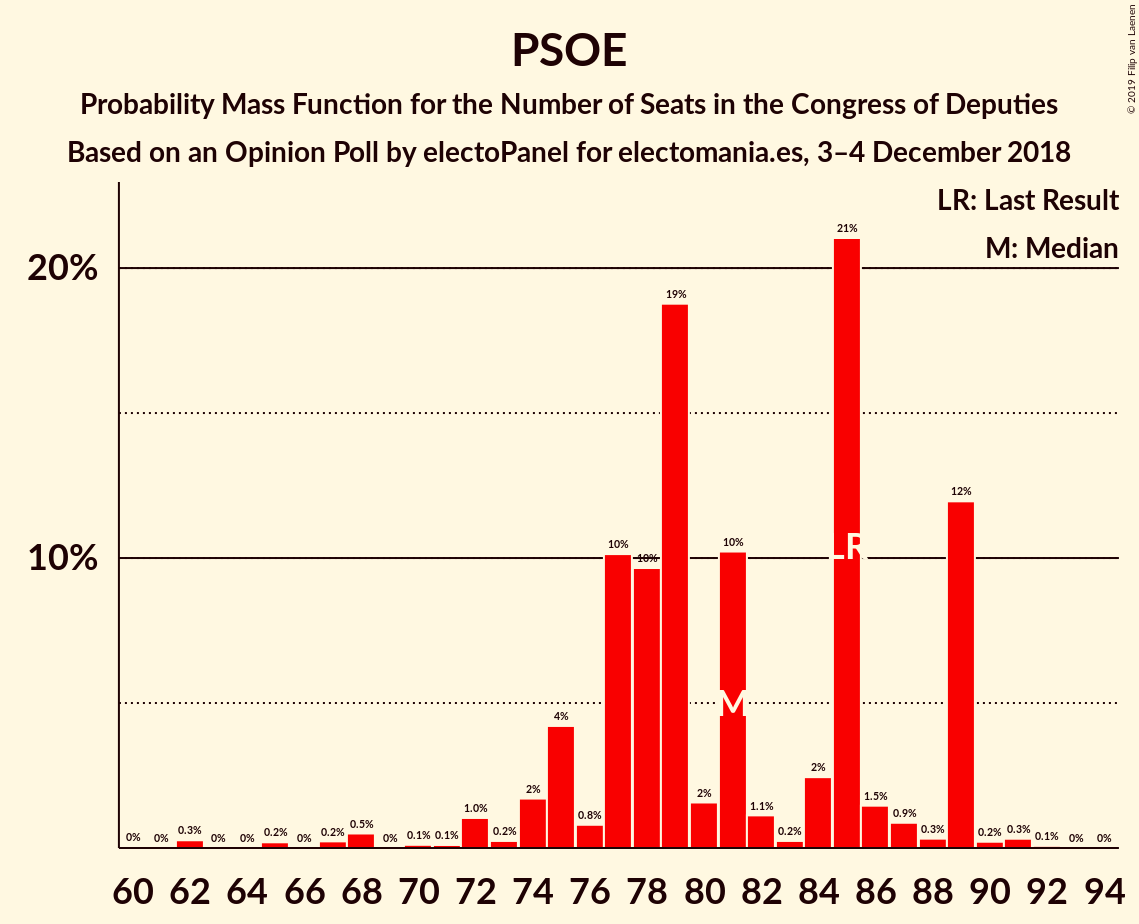 © 2019 Filip van Laenen
PSOE
Probability Mass Function for the Number of Seats in the Congress of Deputies
Based on an Opinion Poll by electoPanel for electomania.es, 3–4 December 2018
LR: Last Result
M: Median
20%
10%
0% 0% 0.3% 0% 0% 0.2% 0% 0.2% 0.5% 0% 0.1% 0.1% 1.0% 0.2% 2% 4% 0.8% 10% 10% 19% 2% 10% 1.1% 0.2% 2% 21% 1.5% 0.9% 0.3% 12% 0.2% 0.3% 0.1% 0% 0%
LR
M
60 62 64 66 68 70 72 74 76 78 80 82 84 86 88 90 92 94